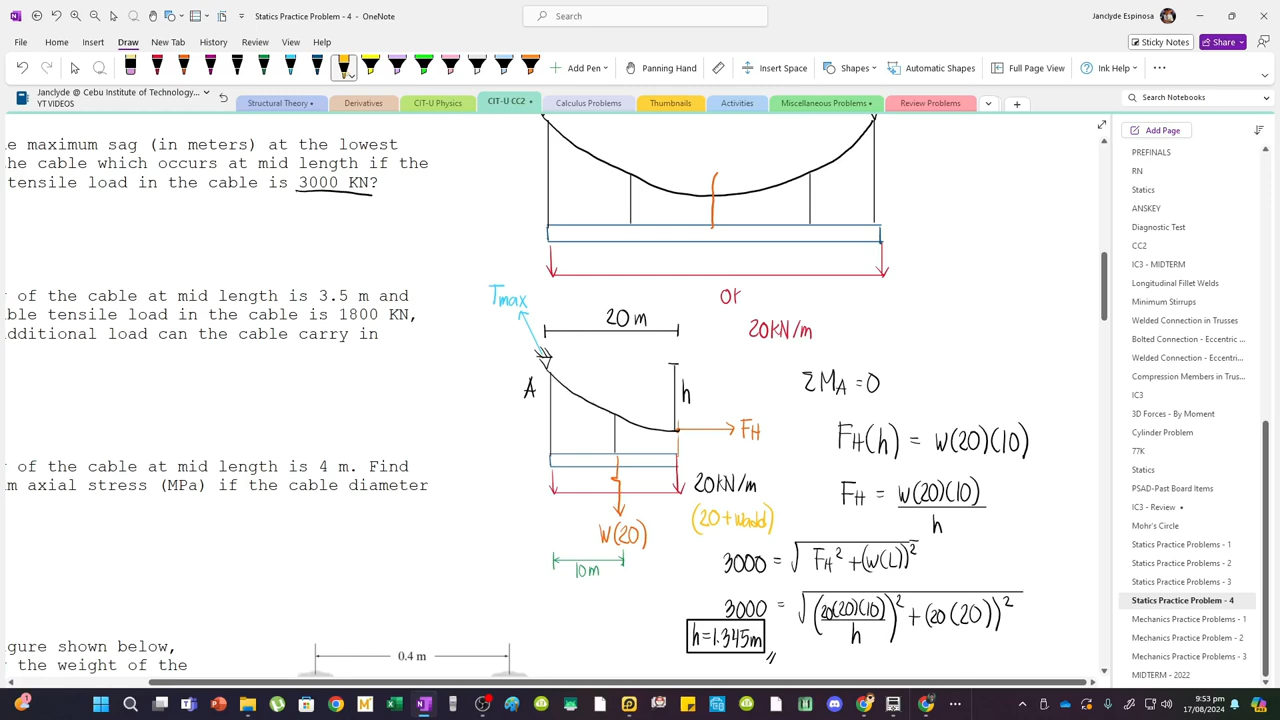 Statics Practice Problem - 4 - OneNote
Search
Janclyde Espinosa
File Home Insert Draw New Tab History Review View Help
Sticky Notes
Share
Add Pen
Panning Hand
Insert Space
Shapes
Automatic Shapes
Full Page View
Ink Help
Janclyde @ Cebu Institute of Technology...
YT VIDEOS
Structural Theory
Derivatives
CIT-U Physics
CIT-U CC2
Calculus Problems
Thumbnails
Activities
Miscellaneous Problems
Review Problems
Search Notebooks
Add Page
PREFINALS
RN
Statics
ANSKEY
Diagnostic Test
CC2
IC3 - MIDTERM
Longitudinal Fillet Welds
Minimum Stirrups
Welded Connection in Trusses
Bolted Connection - Eccentric ...
Welded Connection - Eccentric...
Compression Members in Trus...
IC3
3D Forces - By Moment
Cylinder Problem
77K
Statics
PSAD-Past Board Items
IC3 - Review
Mohr's Circle
Statics Practice Problems - 1
Statics Practice Problems - 2
Statics Practice Problems - 3
Statics Practice Problem - 4
Mechanics Practice Problems - 1
Mechanics Practice Problem - 2
Mechanics Practice Problem - 3
MIDTERM - 2022
e maximum sag (in meters) at the lowest
he cable which occurs at mid length if the
tensile load in the cable is 3000 KN?
of the cable at mid length is 3.5 m and
ble tensile load in the cable is 1800 KN,
dditional load can the cable carry in
of the cable at mid length is 4 m. Find
m axial stress (MPa) if the cable diameter
gure shown below,
the weight of the
0.4 m
or
20KN/m
Tmax
20 m
A
h
FH
20KN/m
(20+wadd)
W(20)
10m
ΣMA = 0
FH(h) = W(20)(10)
FH = W(20)(10)
h
3000 = √FH² + (W(L))²
3000 = √(20(20)(10)/h)² + (20(20))²
h=1.345m
9:53 pm
17/08/2024